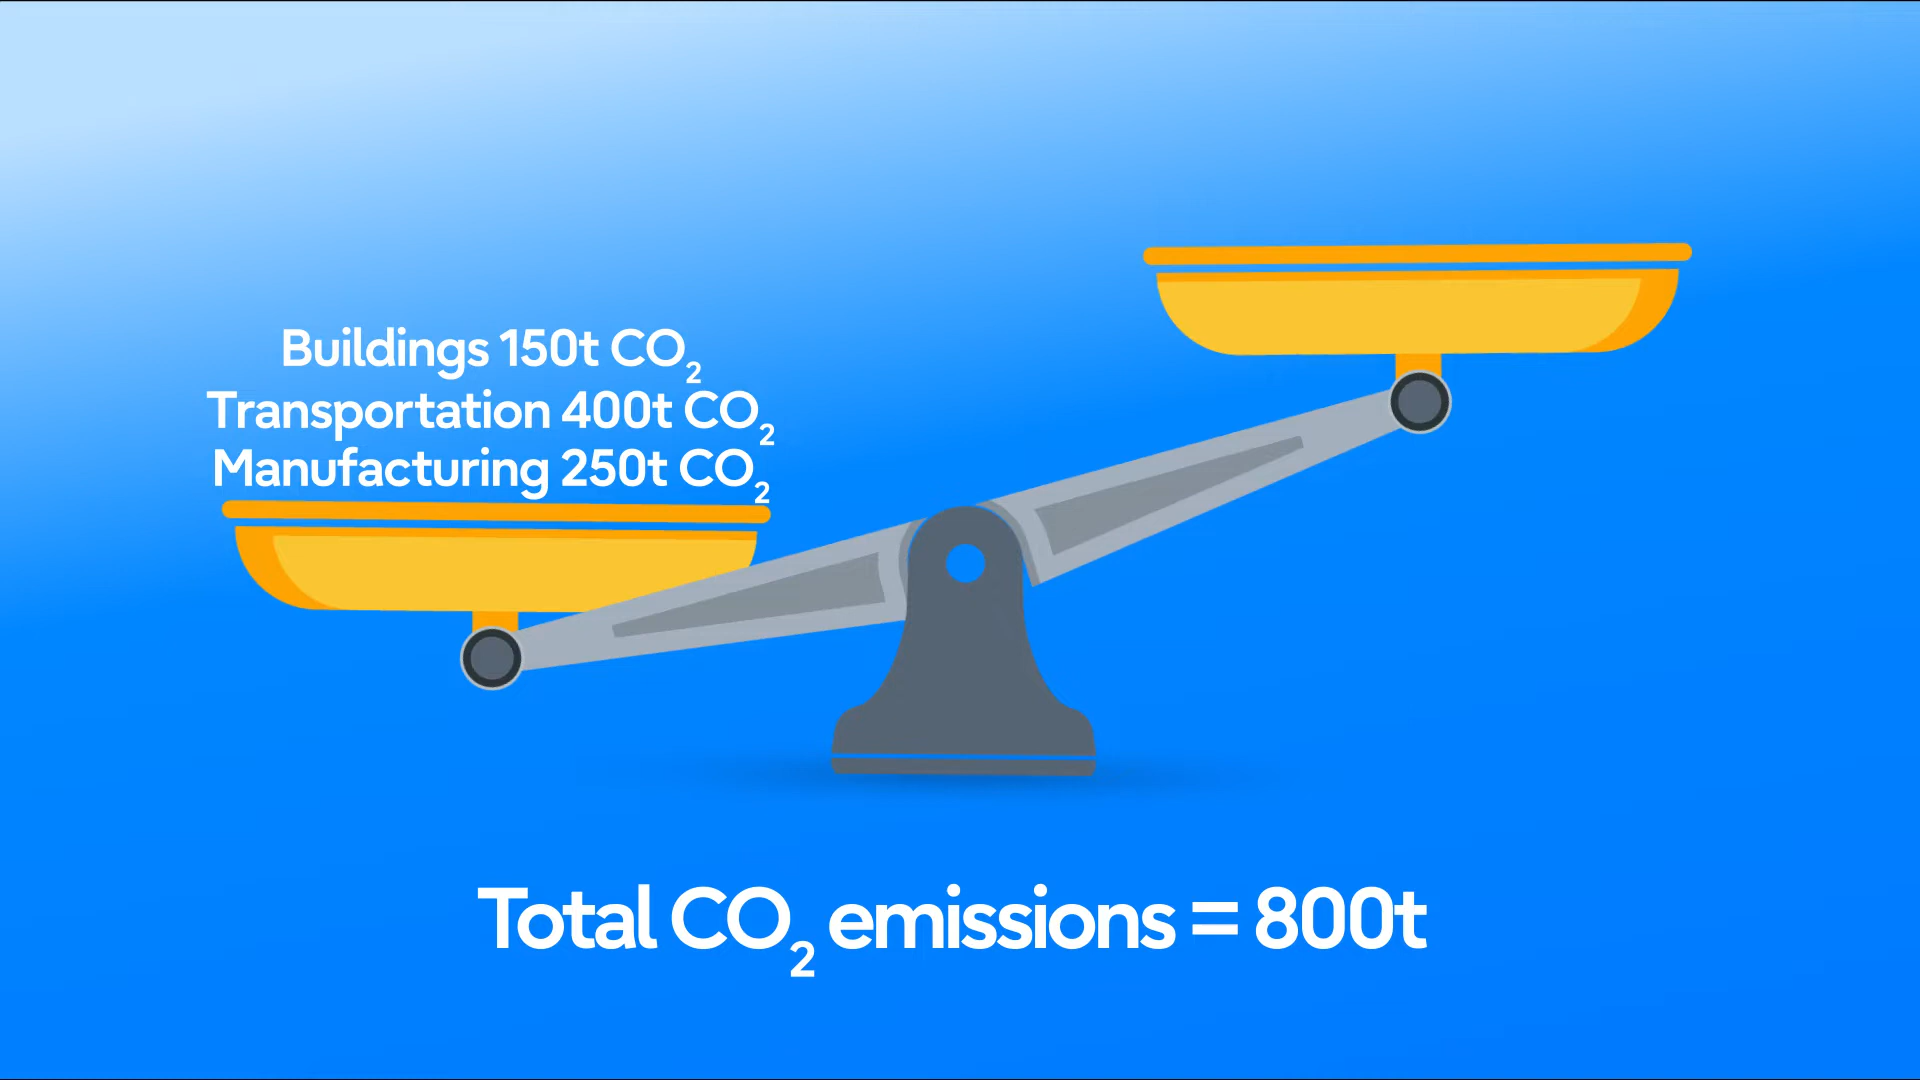 Buildings 150t CO₂
Transportation 400t CO₂
Manufacturing 250t CO₂
Total CO₂ emissions = 800t